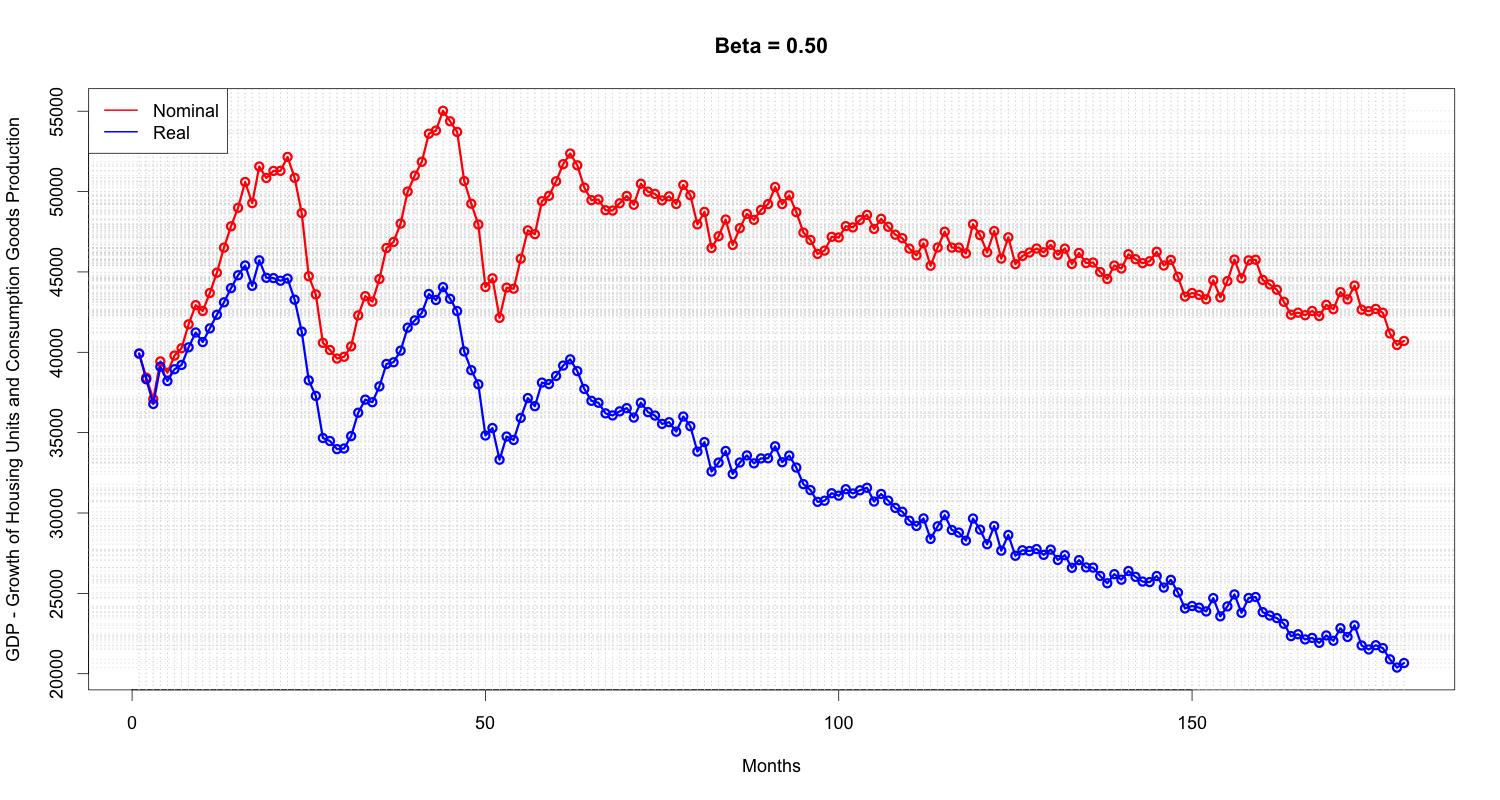 Beta = 0.50
Nominal
Real
GDP - Growth of Housing Units and Consumption Goods Production
55000
50000
45000
40000
35000
30000
25000
20000
0 50 100 150
Months